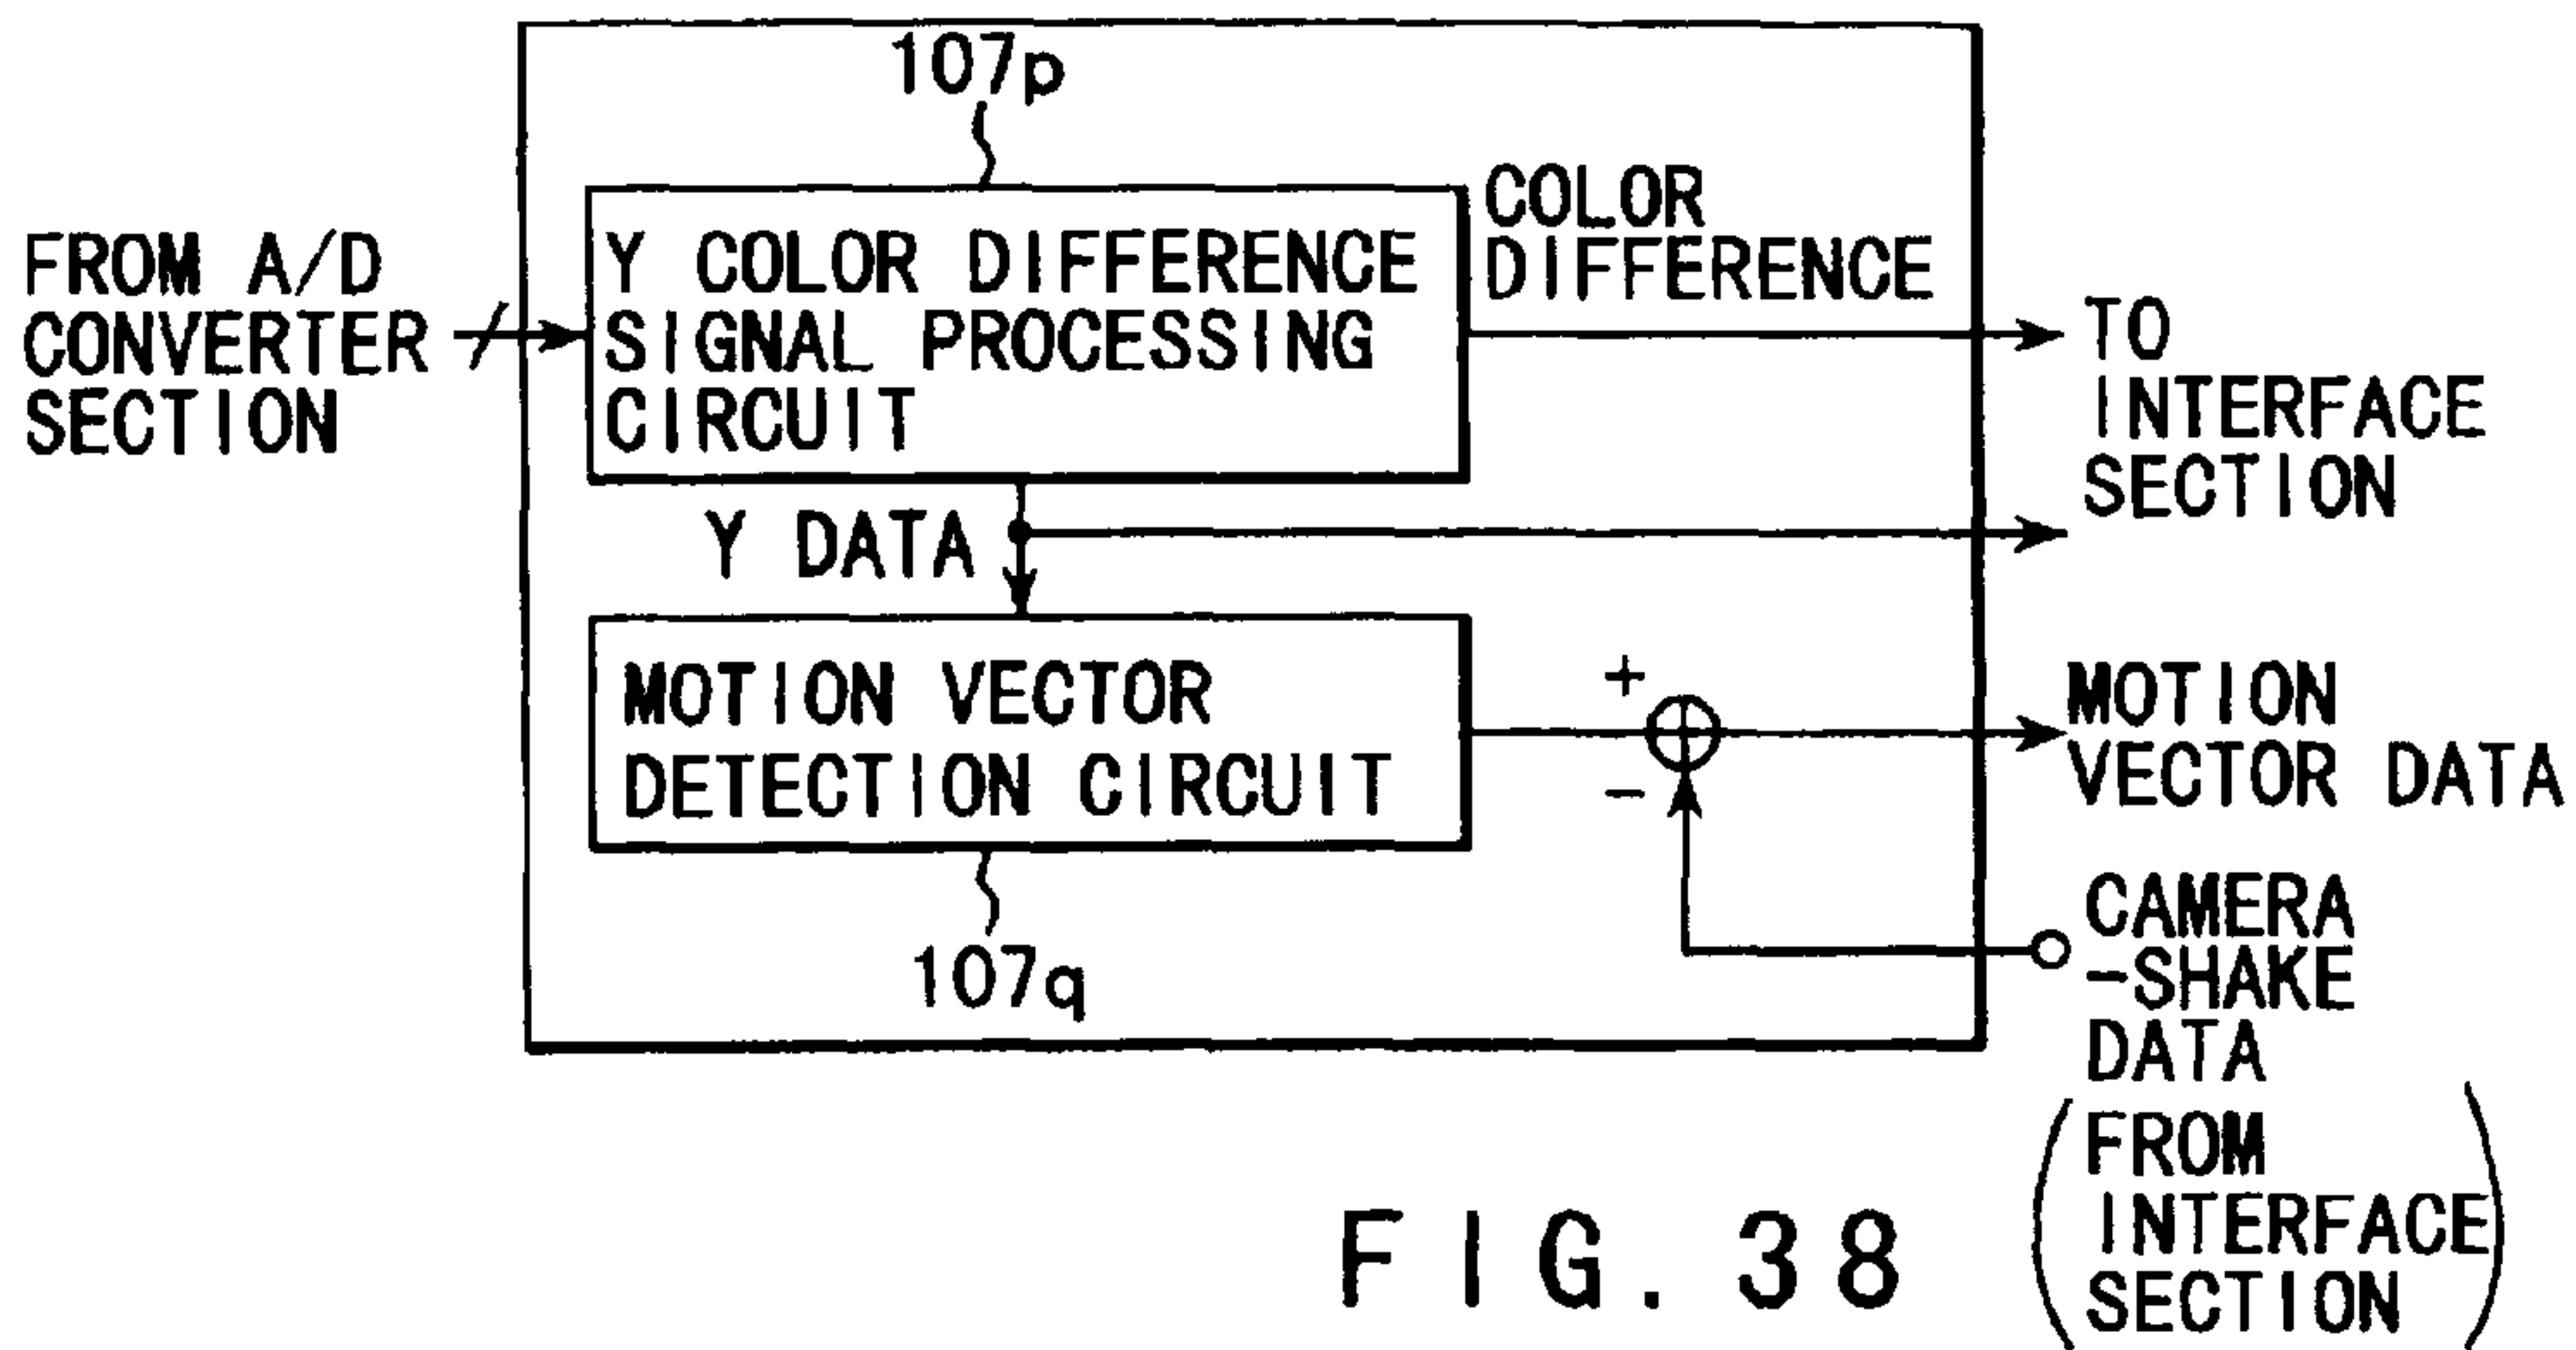 107p
FROM A/D
CONVERTER
SECTION
Y COLOR DIFFERENCE
SIGNAL PROCESSING
CIRCUIT
COLOR
DIFFERENCE
TO
INTERFACE
SECTION
Y DATA
MOTION VECTOR
DETECTION CIRCUIT
+
-
MOTION
VECTOR DATA
107q
CAMERA
-SHAKE
DATA
(FROM
INTERFACE
SECTION)
FIG. 38